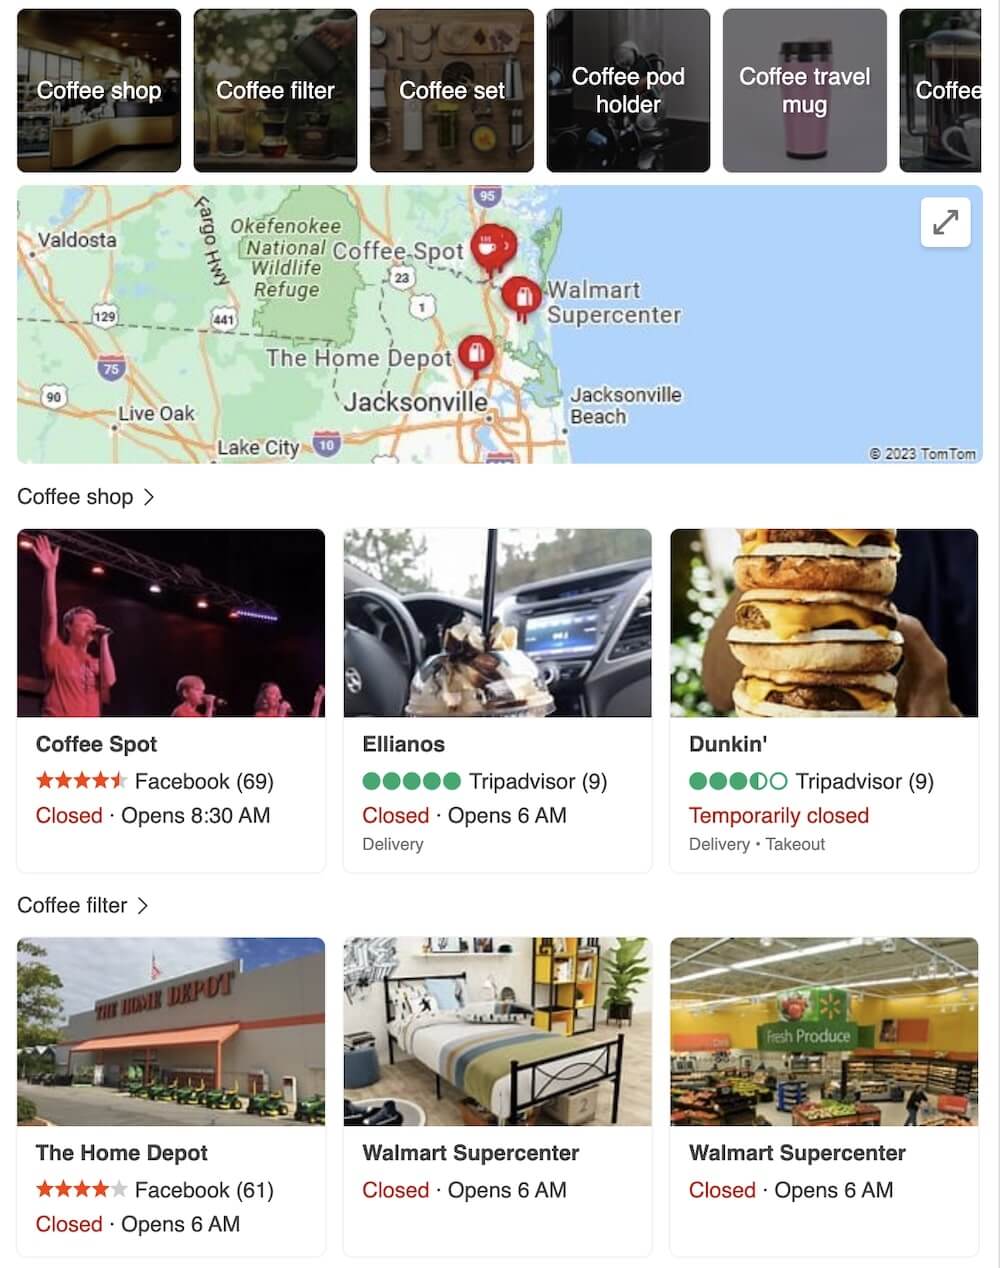 Coffee shop
Coffee filter
Coffee set
Coffee pod
holder
Coffee travel
mug
Coffee
95
Valdosta
Fargo Hwy
Okefenokee
National
Wildlife
Refuge
Coffee Spot
23
1
Walmart
Supercenter
129
441
The Home Depot
75
90
Live Oak
Jacksonville
Jacksonville
Beach
Lake City
10
© 2023 TomTom
Coffee shop >
Coffee Spot
Facebook (69)
Closed · Opens 8:30 AM
Ellianos
Tripadvisor (9)
Closed · Opens 6 AM
Delivery
Dunkin'
Tripadvisor (9)
Temporarily closed
Delivery • Takeout
Coffee filter >
THE HOME DEPOT
Fresh Produce
The Home Depot
Facebook (61)
Closed · Opens 6 AM
Walmart Supercenter
Closed · Opens 6 AM
Walmart Supercenter
Closed · Opens 6 AM